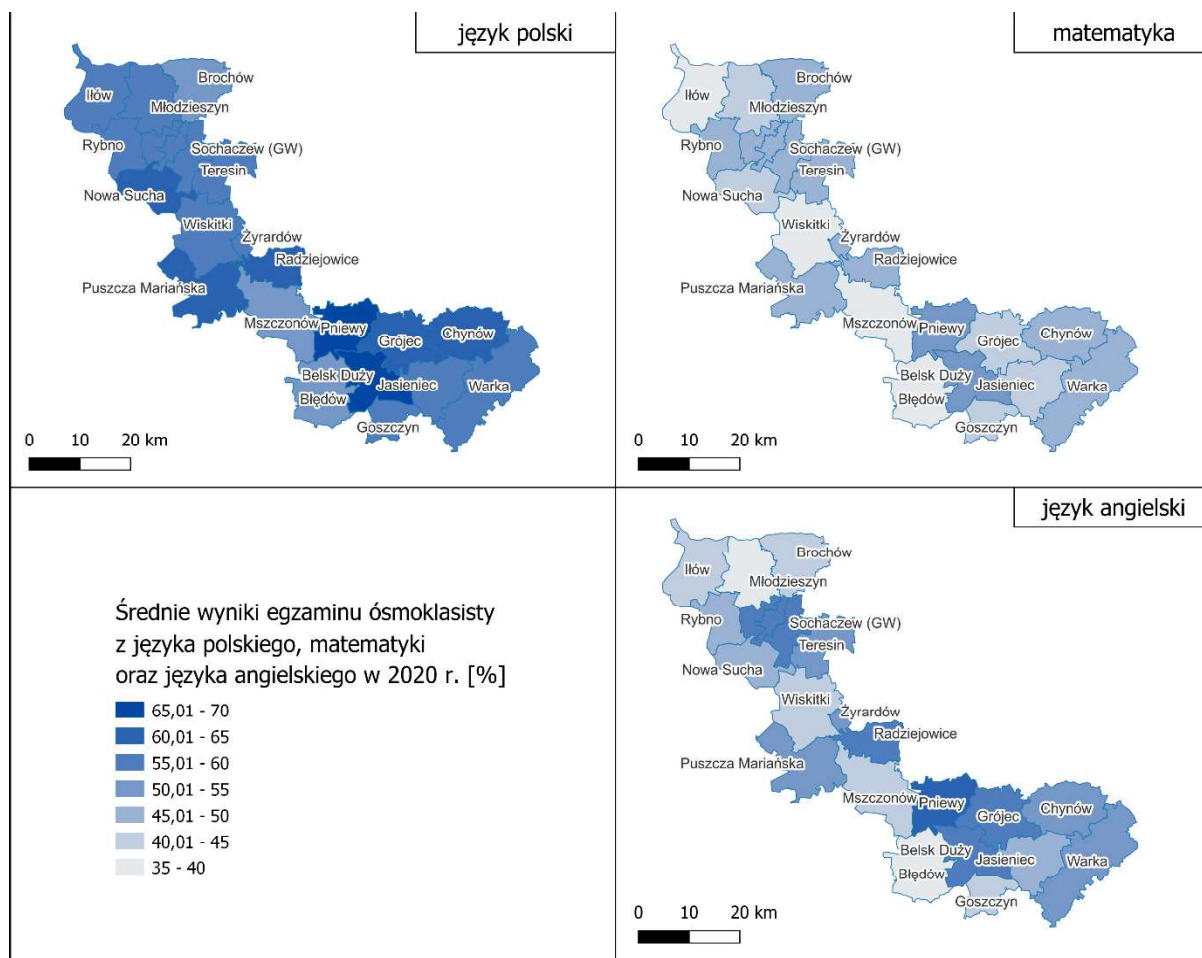 język polski
Brochów
Iłów
Młodzieszyn
Rybno
Sochaczew (GW)
Teresin
Nowa Sucha
Wiskitki
Żyrardów
Radziejowice
Puszcza Mariańska
Mszczonów
Pniewy
Grójec
Chynów
Belsk Duży
Jasieniec
Warka
Błędów
Goszczyn
0 10 20 km
matematyka
Brochów
Iłów
Młodzieszyn
Rybno
Sochaczew (GW)
Teresin
Nowa Sucha
Wiskitki
Żyrardów
Radziejowice
Puszcza Mariańska
Mszczonów
Pniewy
Grójec
Chynów
Belsk Duży
Jasieniec
Warka
Błędów
Goszczyn
0 10 20 km
Średnie wyniki egzaminu ósmoklasisty
z języka polskiego, matematyki
oraz języka angielskiego w 2020 r. [%]
65,01 - 70
60,01 - 65
55,01 - 60
50,01 - 55
45,01 - 50
40,01 - 45
35 - 40
język angielski
Brochów
Iłów
Młodzieszyn
Rybno
Sochaczew (GW)
Teresin
Nowa Sucha
Wiskitki
Żyrardów
Radziejowice
Puszcza Mariańska
Mszczonów
Pniewy
Grójec
Chynów
Belsk Duży
Jasieniec
Warka
Błędów
Goszczyn
0 10 20 km